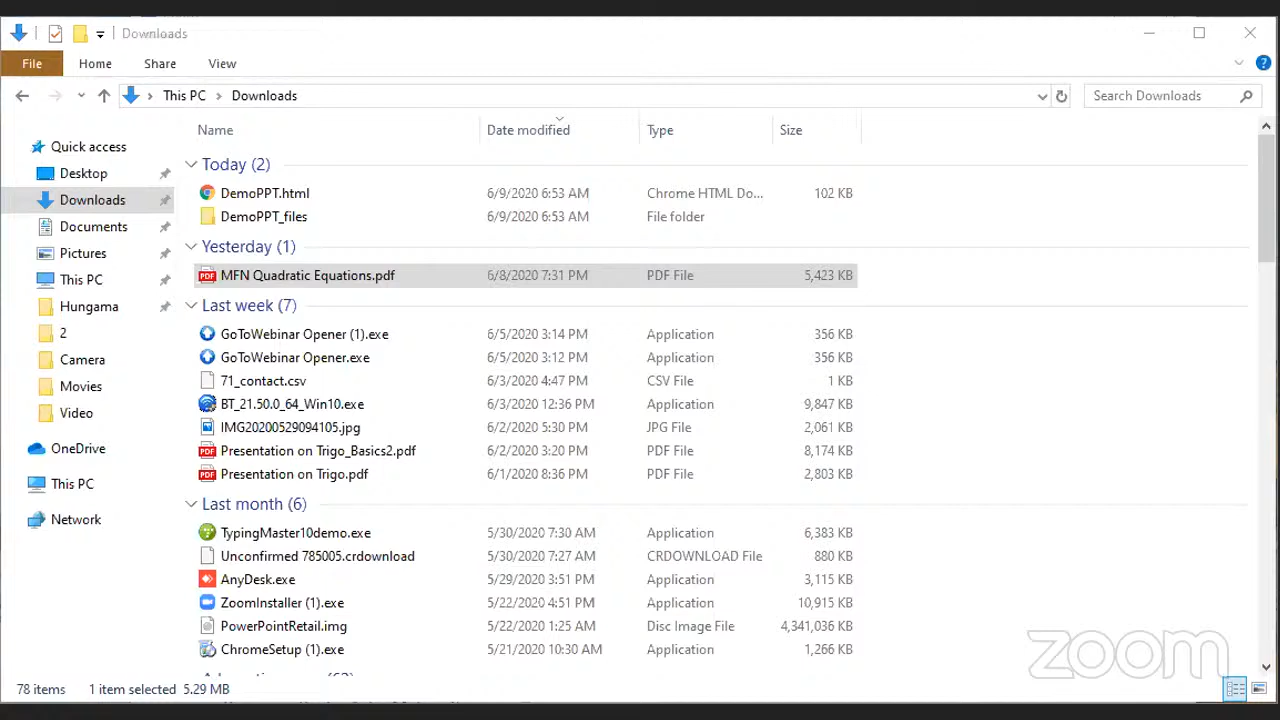 Downloads
File Home Share View
This PC > Downloads Search Downloads
Name Date modified Type Size
Quick access
Desktop
Downloads
Documents
Pictures
This PC
Hungama
2
Camera
Movies
Video
OneDrive
This PC
Network
Today (2)
DemoPPT.html 6/9/2020 6:53 AM Chrome HTML Do... 102 KB
DemoPPT_files 6/9/2020 6:53 AM File folder
Yesterday (1)
MFN Quadratic Equations.pdf 6/8/2020 7:31 PM PDF File 5,423 KB
Last week (7)
GoToWebinar Opener (1).exe 6/5/2020 3:14 PM Application 356 KB
GoToWebinar Opener.exe 6/5/2020 3:12 PM Application 356 KB
71_contact.csv 6/3/2020 4:47 PM CSV File 1 KB
BT_21.50.0_64_Win10.exe 6/3/2020 12:36 PM Application 9,847 KB
IMG20200529094105.jpg 6/2/2020 5:30 PM JPG File 2,061 KB
Presentation on Trigo_Basics2.pdf 6/2/2020 3:20 PM PDF File 8,174 KB
Presentation on Trigo.pdf 6/1/2020 8:36 PM PDF File 2,803 KB
Last month (6)
TypingMaster10demo.exe 5/30/2020 7:30 AM Application 6,383 KB
Unconfirmed 785005.crdownload 5/30/2020 7:27 AM CRDOWNLOAD File 880 KB
AnyDesk.exe 5/29/2020 3:51 PM Application 3,115 KB
ZoomInstaller (1).exe 5/22/2020 4:51 PM Application 10,915 KB
PowerPointRetail.img 5/22/2020 1:25 AM Disc Image File 4,341,036 KB
ChromeSetup (1).exe 5/21/2020 10:30 AM Application 1,266 KB
zoom
78 items 1 item selected 5.29 MB